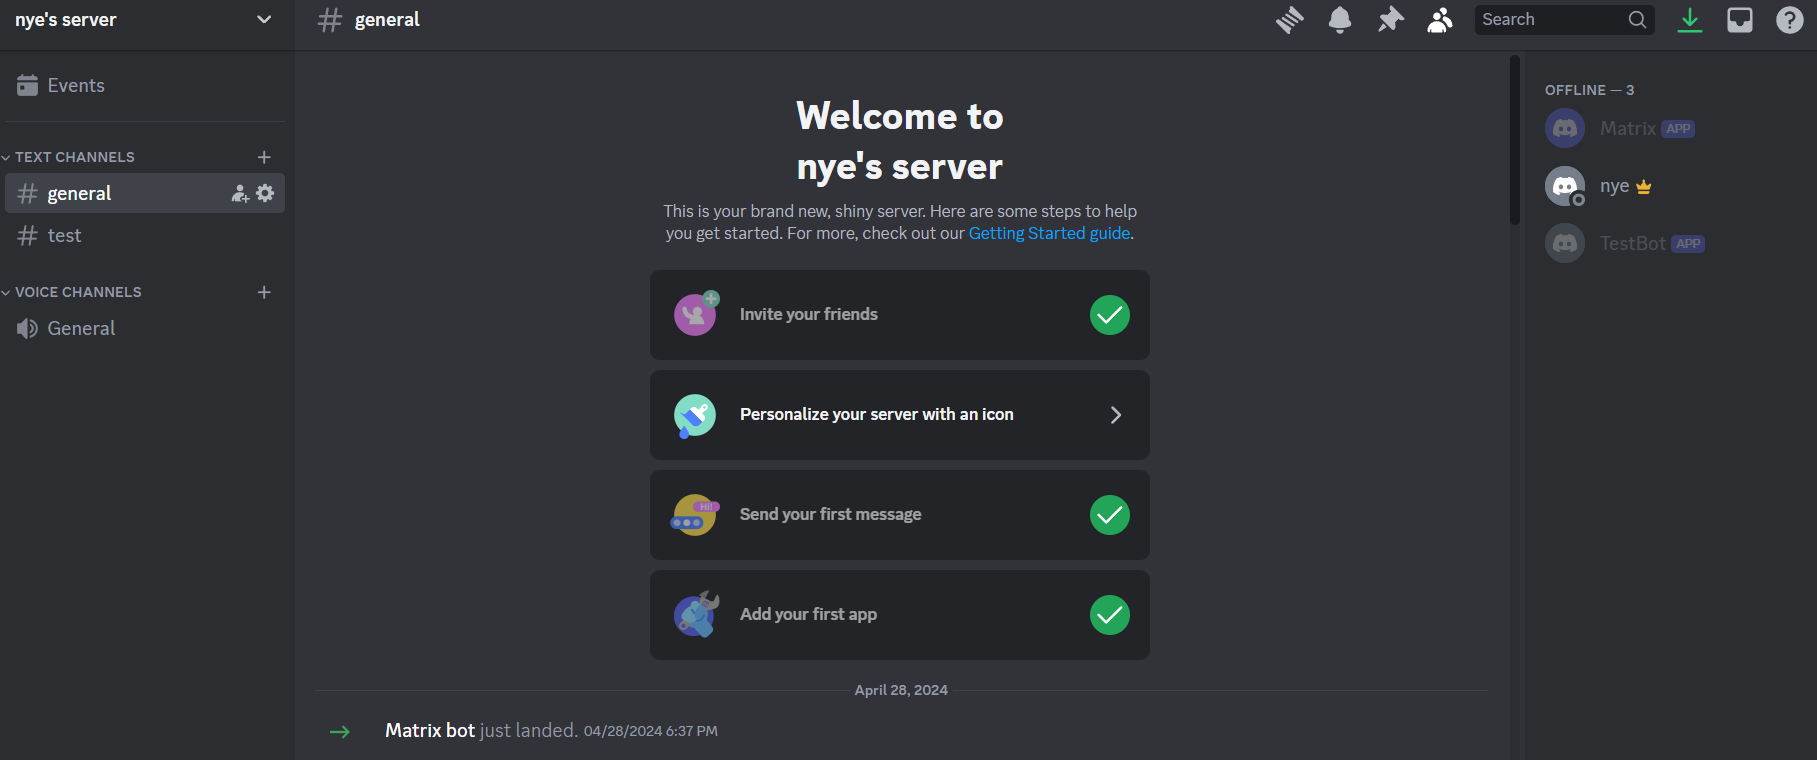 nye's server
general
Search
Events
TEXT CHANNELS
general
test
VOICE CHANNELS
General
Welcome to
nye's server
This is your brand new, shiny server. Here are some steps to help
you get started. For more, check out our Getting Started guide.
Invite your friends
Personalize your server with an icon
Hi!
Send your first message
Add your first app
April 28, 2024
Matrix bot just landed. 04/28/2024 6:37 PM
OFFLINE — 3
Matrix APP
nye
TestBot APP